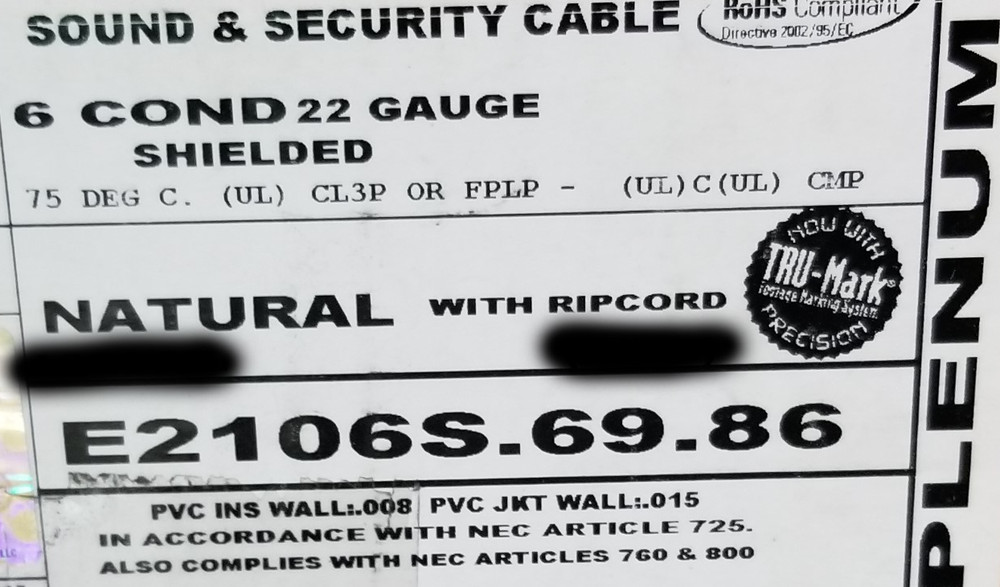 SOUND & SECURITY CABLE
RoHS Compliant
Directive 2002/95/EC
6 COND 22 GAUGE
SHIELDED
75 DEG C. (UL) CL3P OR FPLP - (UL)C(UL) CMP
NOW WITH
TRU-Mark®
Footage Marking System
PRECISION
NATURAL WITH RIPCORD
E2106S.69.86
PVC INS WALL:.008 PVC JKT WALL:.015
IN ACCORDANCE WITH NEC ARTICLE 725.
ALSO COMPLIES WITH NEC ARTICLES 760 & 800
PLENUM
LLC